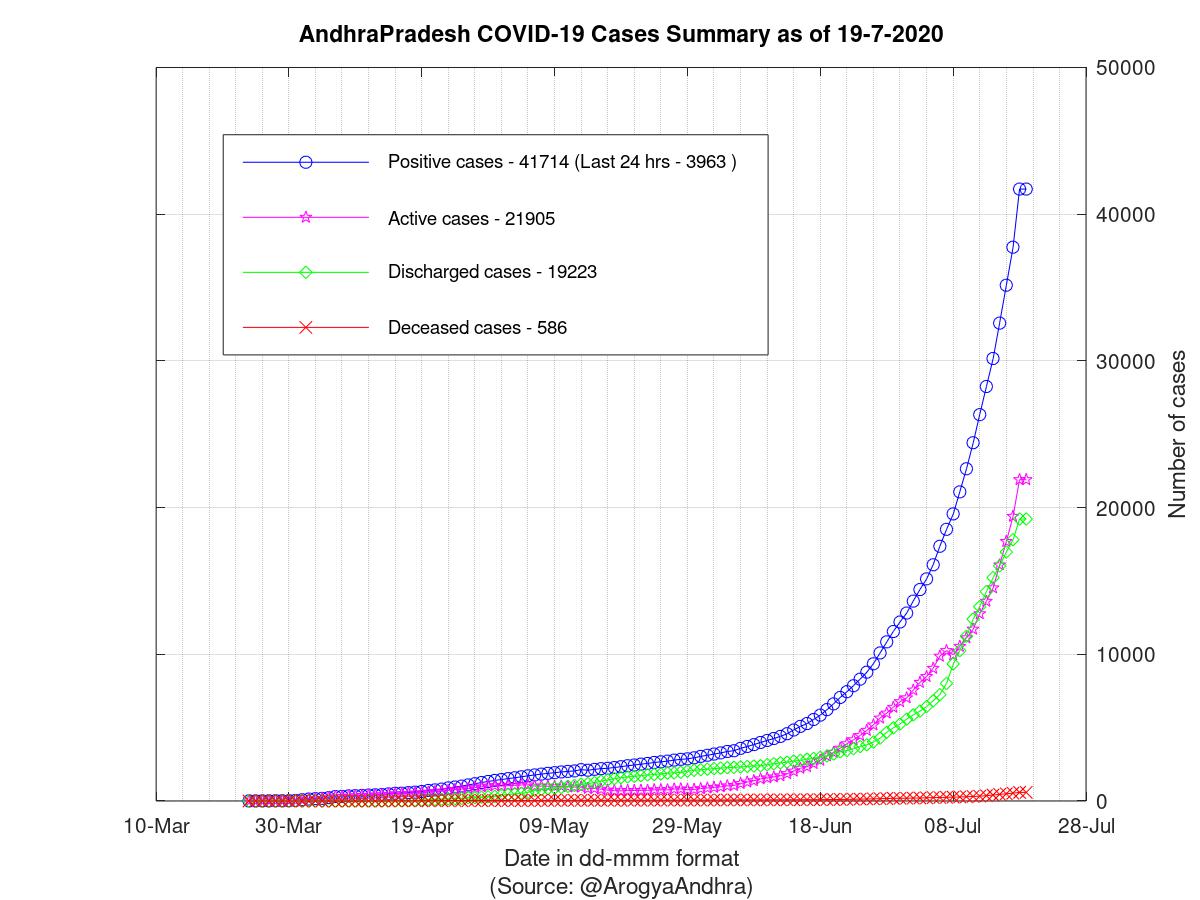 AndhraPradesh COVID-19 Cases Summary as of 19-7-2020
50000
40000
30000
20000
10000
0
Number of cases
Positive cases - 41714 (Last 24 hrs - 3963 )
Active cases - 21905
Discharged cases - 19223
Deceased cases - 586
10-Mar 30-Mar 19-Apr 09-May 29-May 18-Jun 08-Jul 28-Jul
Date in dd-mmm format
(Source: @ArogyaAndhra)